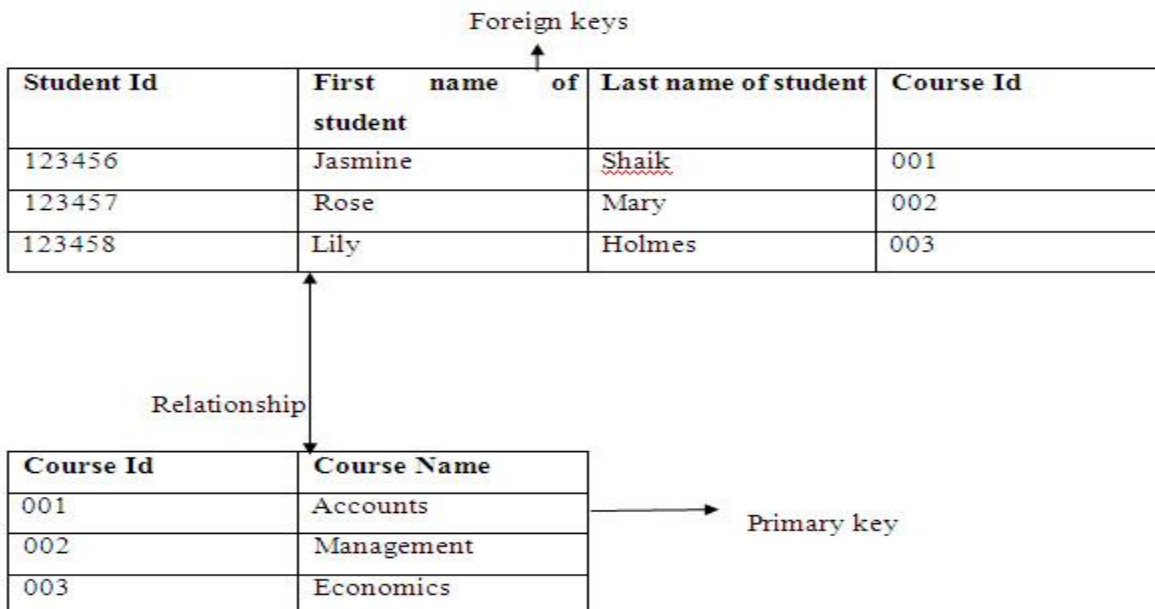 Foreign keys
Student Id First name of Last name of student Course Id
student
123456 Jasmine Shaik 001
123457 Rose Mary 002
123458 Lily Holmes 003
Relationship
Course Id Course Name
001 Accounts
Primary key
002 Management
003 Economics